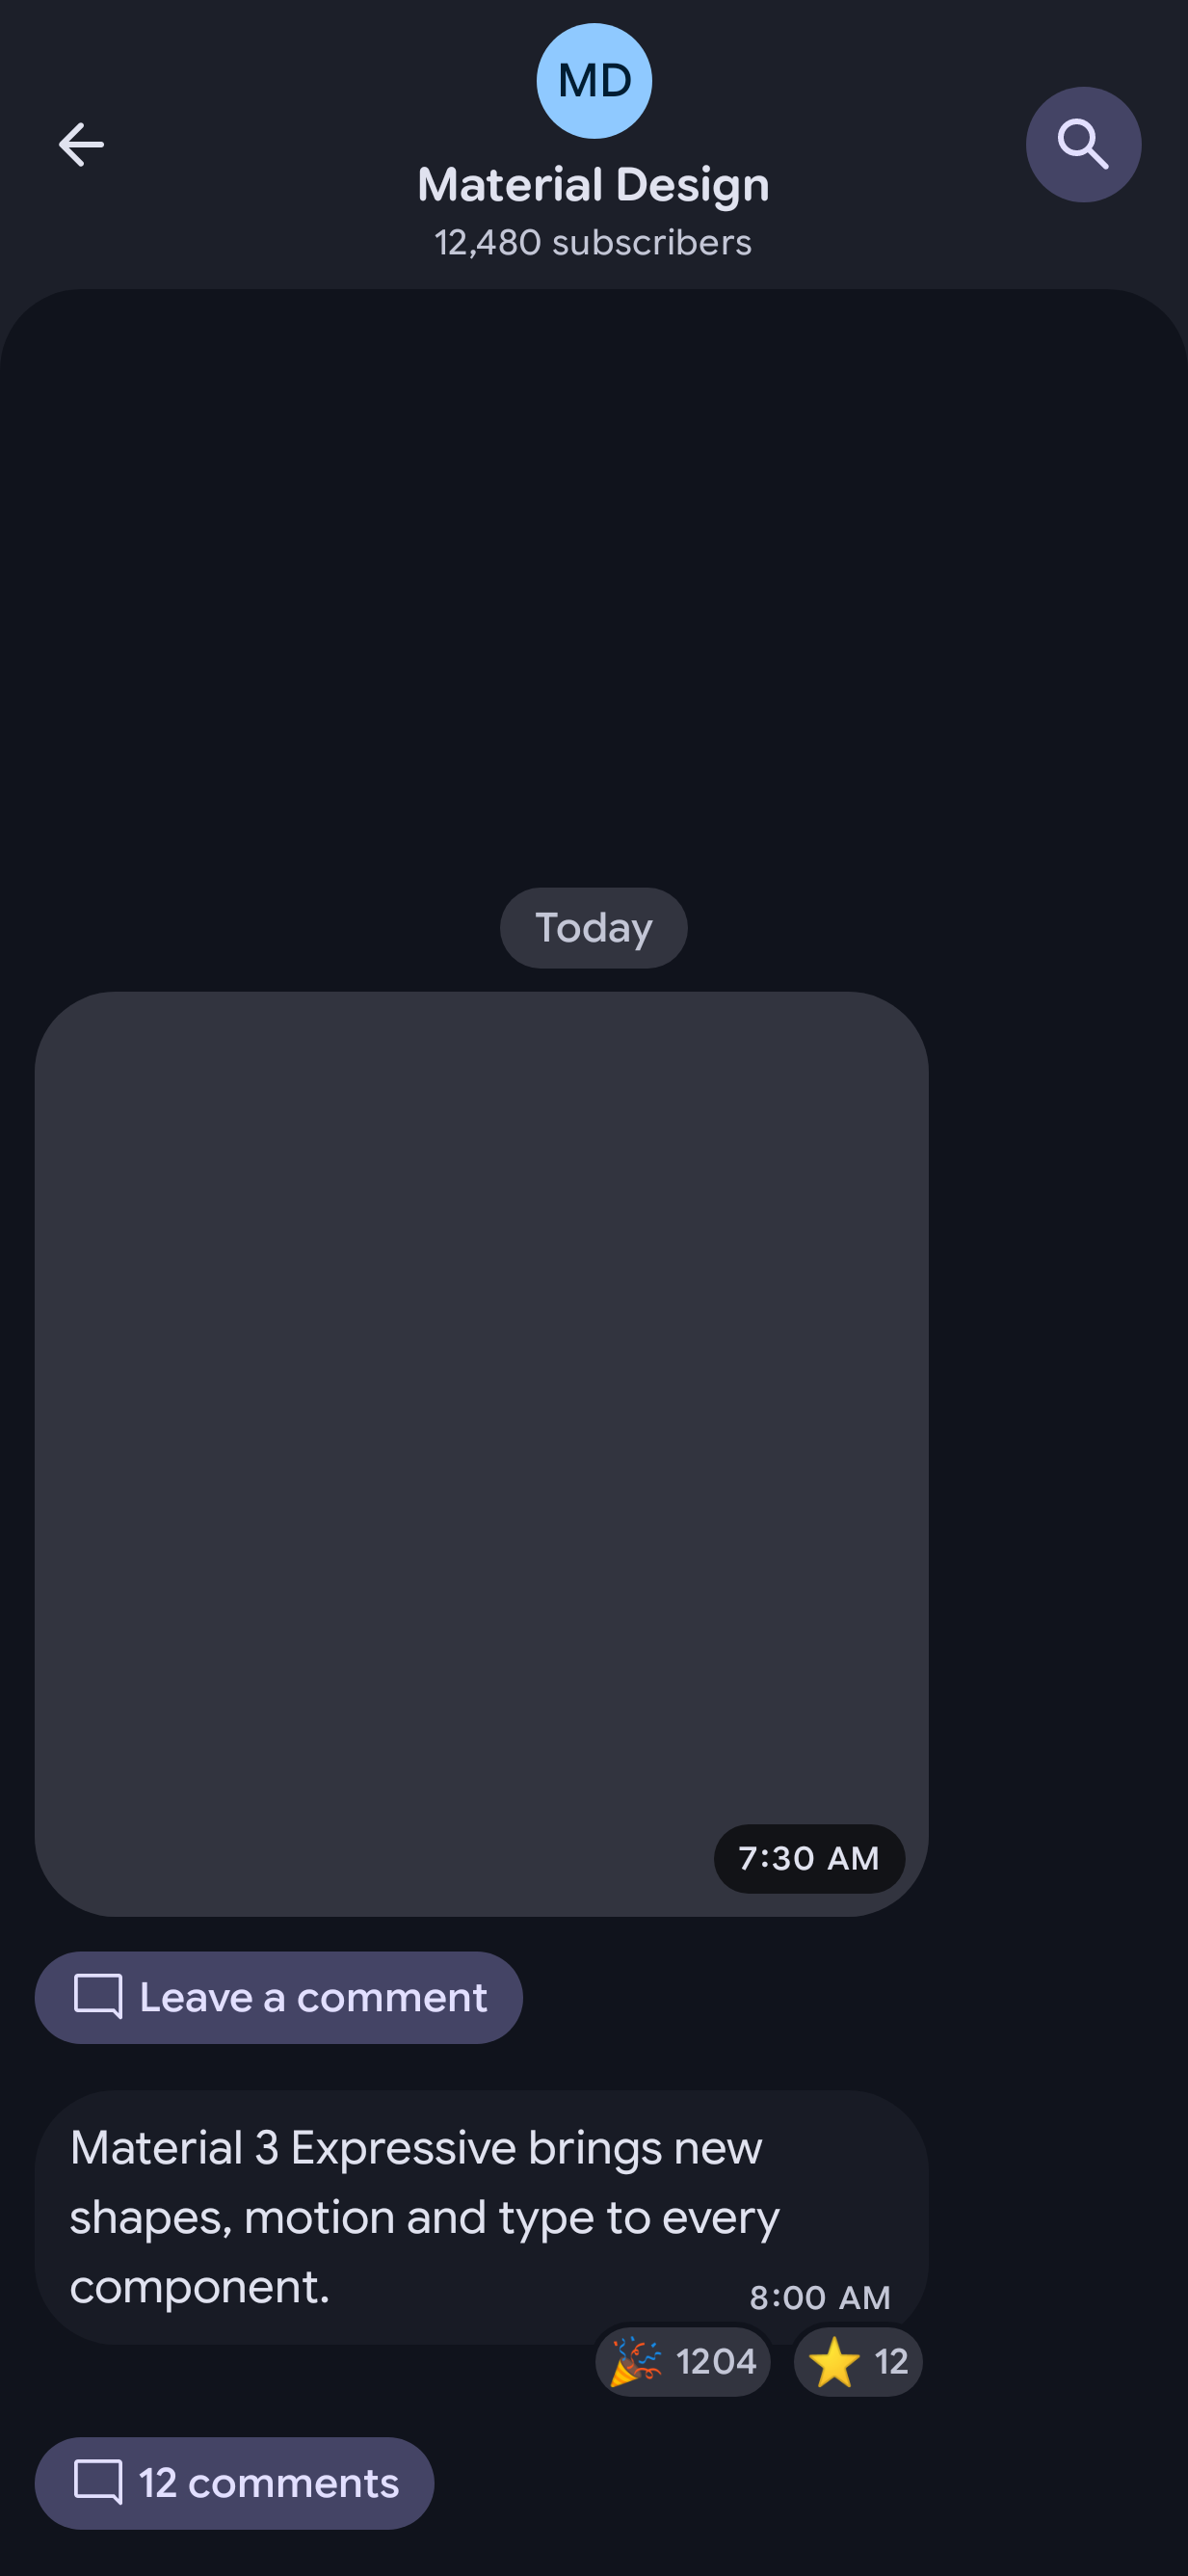 MD
Material Design
12,480 subscribers
Today
7:30 AM
Leave a comment
Material 3 Expressive brings new
shapes, motion and type to every
component.
8:00 AM
🎉 1204
⭐ 12
12 comments